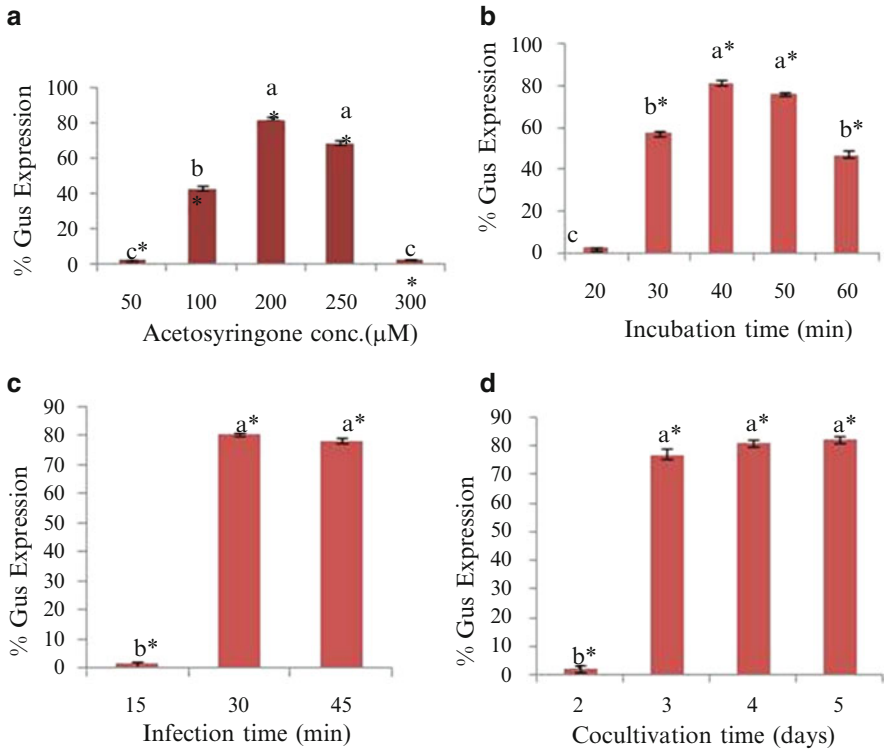 a
% Gus Expression
100
80
60
40
20
0
c*
b
*
a
*
a
*
c
*
50 100 200 250 300
Acetosyringone conc.(μM)
b
% Gus Expression
100
80
60
40
20
0
c
b*
a*
a*
b*
20 30 40 50 60
Incubation time (min)
c
% Gus Expression
90
80
70
60
50
40
30
20
10
0
b*
a*
a*
15 30 45
Infection time (min)
d
% Gus Expression
90
80
70
60
50
40
30
20
10
0
b*
a*
a*
a*
2 3 4 5
Cocultivation time (days)